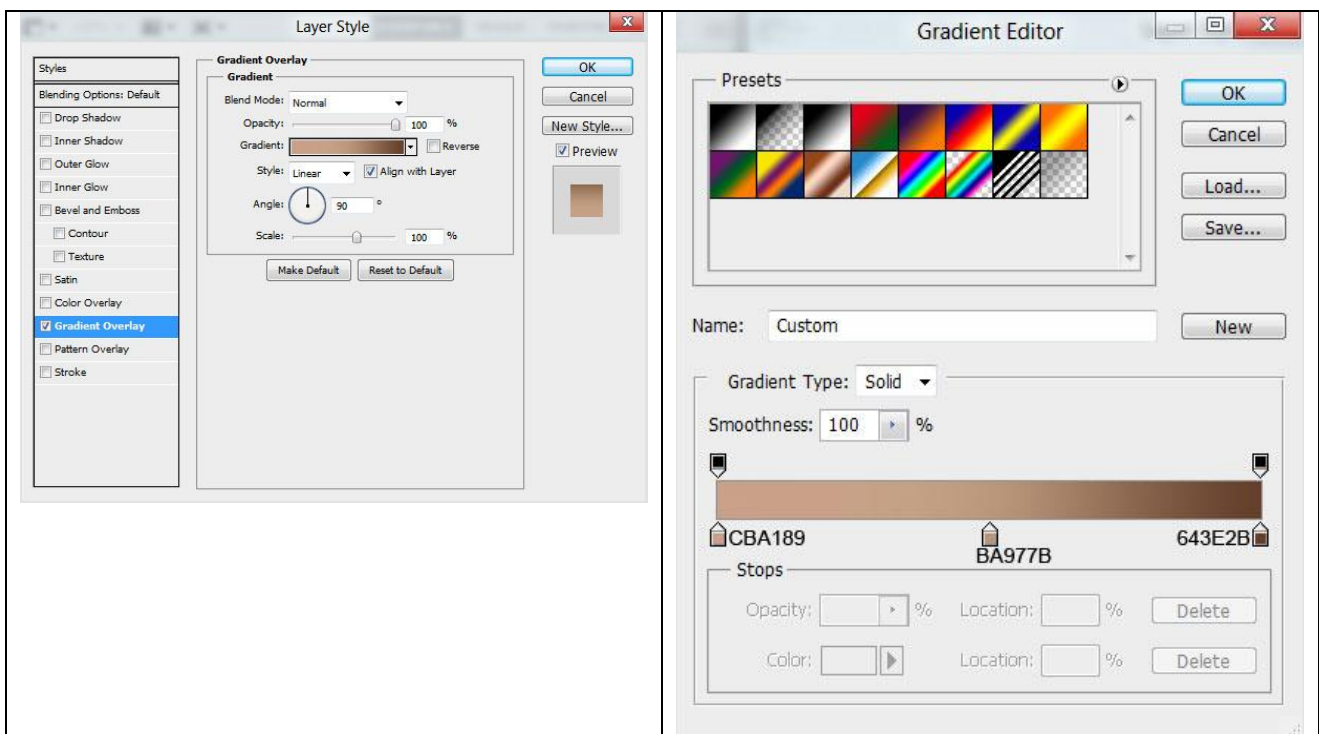 Layer Style
Styles
Blending Options: Default
Drop Shadow
Inner Shadow
Outer Glow
Inner Glow
Bevel and Emboss
Contour
Texture
Satin
Color Overlay
Gradient Overlay
Pattern Overlay
Stroke
Gradient Overlay
Gradient
Blend Mode: Normal
Opacity: 100 %
Gradient: Reverse
Style: Linear Align with Layer
Angle: 90 °
Scale: 100 %
Make Default Reset to Default
OK
Cancel
New Style...
Preview
Gradient Editor
Presets
OK
Cancel
Load...
Save...
Name: Custom
New
Gradient Type: Solid
Smoothness: 100 %
CBA189 BA977B 643E2B
Stops
Opacity: % Location: % Delete
Color: Location: % Delete